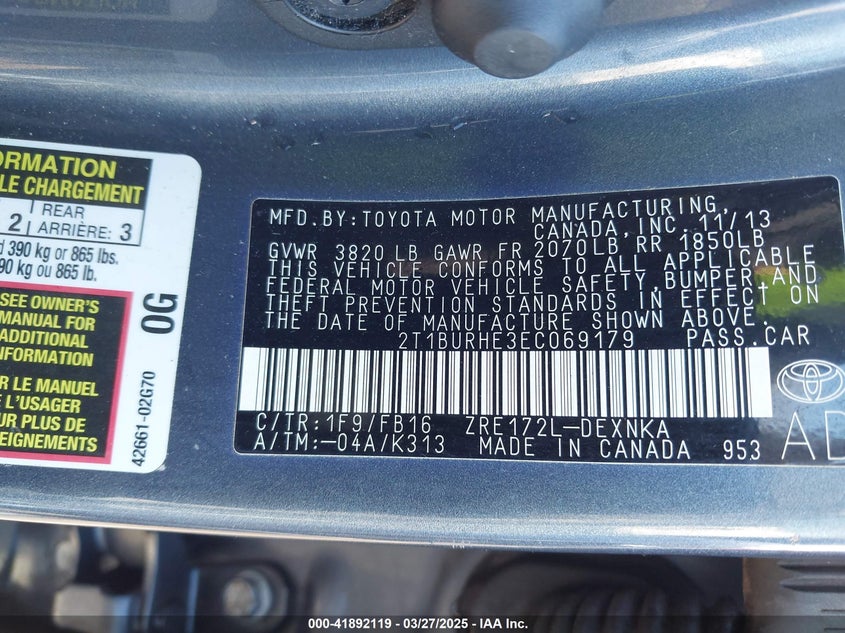 ORMATION
LE CHARGEMENT
2 REAR ARRIÈRE: 3
390 kg or 865 lbs.
90 kg ou 865 lb.
SEE OWNER'S
MANUAL FOR
ADDITIONAL
INFORMATION
R LE MANUEL
L'USAGER
UR PLUS DE
SEIGNEMENTS
0G
42661-02G70
MFD.BY:TOYOTA MOTOR MANUFACTURING,
CANADA,INC. 11/13
GVWR 3820 LB GAWR FR 2070LB RR 1850LB
THIS VEHICLE CONFORMS TO ALL APPLICABLE
FEDERAL MOTOR VEHICLE SAFETY,BUMPER,AND
THEFT PREVENTION STANDARDS IN EFFECT ON
THE DATE OF MANUFACTURE SHOWN ABOVE.
2T1BURHE3EC069179 PASS.CAR
C/TR:1F9/FB16 ZRE172L-DEXNKA
A/TM:-04A/K313 MADE IN CANADA 953
AD
000-41892119 | 03/27/2025 - IAA Inc.